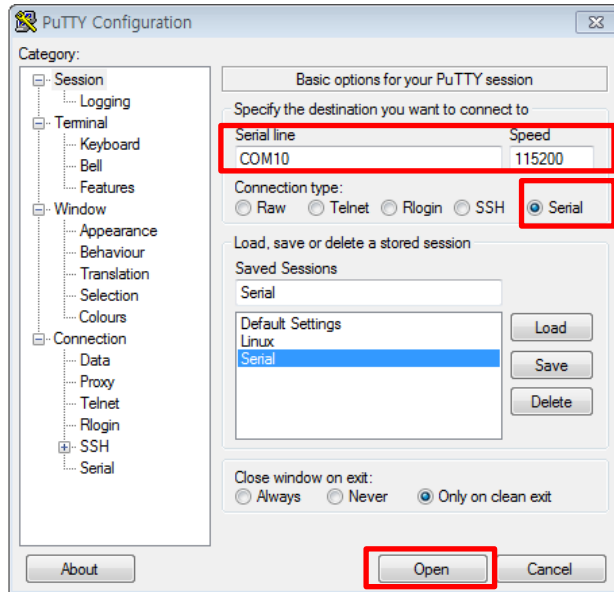 PuTTY Configuration
Category:
Session
Logging
Terminal
Keyboard
Bell
Features
Window
Appearance
Behaviour
Translation
Selection
Colours
Connection
Data
Proxy
Telnet
Rlogin
SSH
Serial
Basic options for your PuTTY session
Specify the destination you want to connect to
Serial line Speed
COM10 115200
Connection type:
Raw Telnet Rlogin SSH Serial
Load, save or delete a stored session
Saved Sessions
Serial
Default Settings
Linux
Serial
Load
Save
Delete
Close window on exit:
Always Never Only on clean exit
About Open Cancel